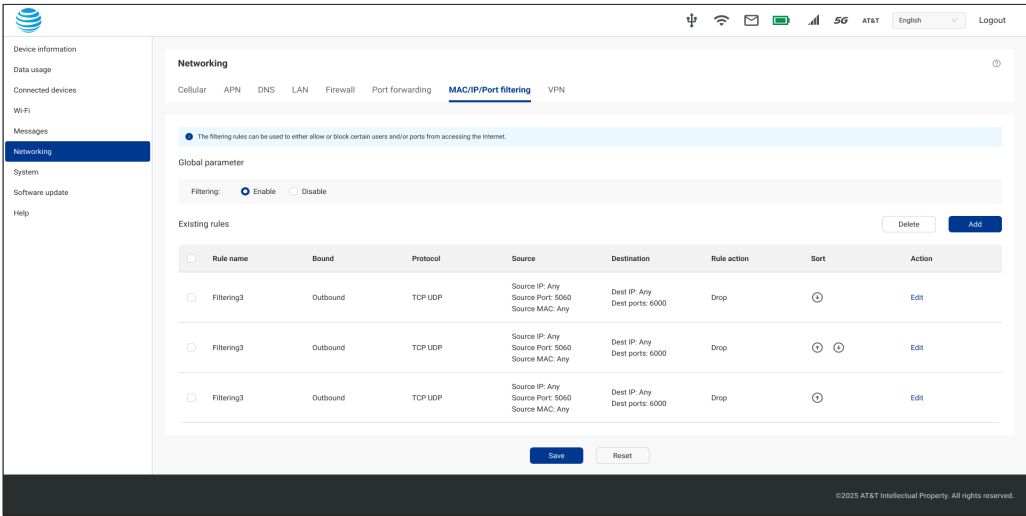 5G AT&T English Logout
Device information
Data usage
Connected devices
Wi-Fi
Messages
Networking
System
Software update
Help
Networking
Cellular APN DNS LAN Firewall Port forwarding MAC/IP/Port filtering VPN
The filtering rules can be used to either allow or block certain users and/or ports from accessing the Internet.
Global parameter
Filtering: Enable Disable
Existing rules Delete Add
Rule name Bound Protocol Source Destination Rule action Sort Action
Filtering3 Outbound TCP UDP Source IP: Any
Source Port: 5060
Source MAC: Any
Dest IP: Any
Dest ports: 6000
Drop Edit
Filtering3 Outbound TCP UDP Source IP: Any
Source Port: 5060
Source MAC: Any
Dest IP: Any
Dest ports: 6000
Drop Edit
Filtering3 Outbound TCP UDP Source IP: Any
Source Port: 5060
Source MAC: Any
Dest IP: Any
Dest ports: 6000
Drop Edit
Save Reset
©2025 AT&T Intellectual Property. All rights reserved.